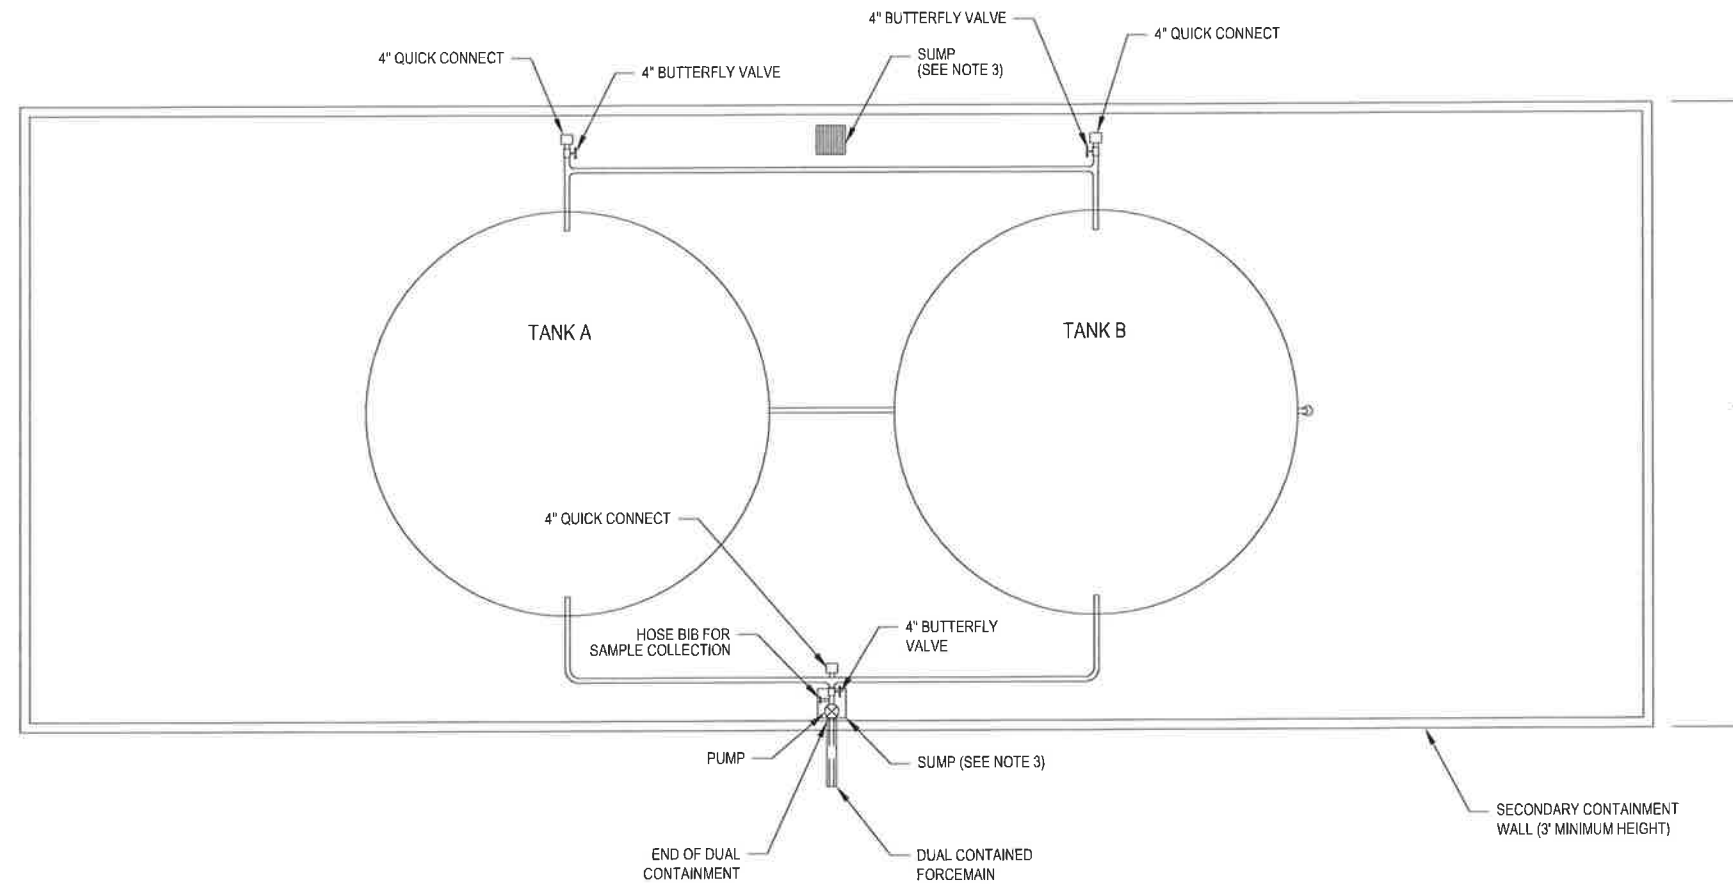 4" BUTTERFLY VALVE
4" QUICK CONNECT
4" QUICK CONNECT
SUMP
(SEE NOTE 3)
4" BUTTERFLY VALVE
TANK A
TANK B
4" QUICK CONNECT
HOSE BIB FOR
SAMPLE COLLECTION
4" BUTTERFLY
VALVE
PUMP
SUMP (SEE NOTE 3)
SECONDARY CONTAINMENT
WALL (3' MINIMUM HEIGHT)
END OF DUAL
CONTAINMENT
DUAL CONTAINED
FORCEMAIN